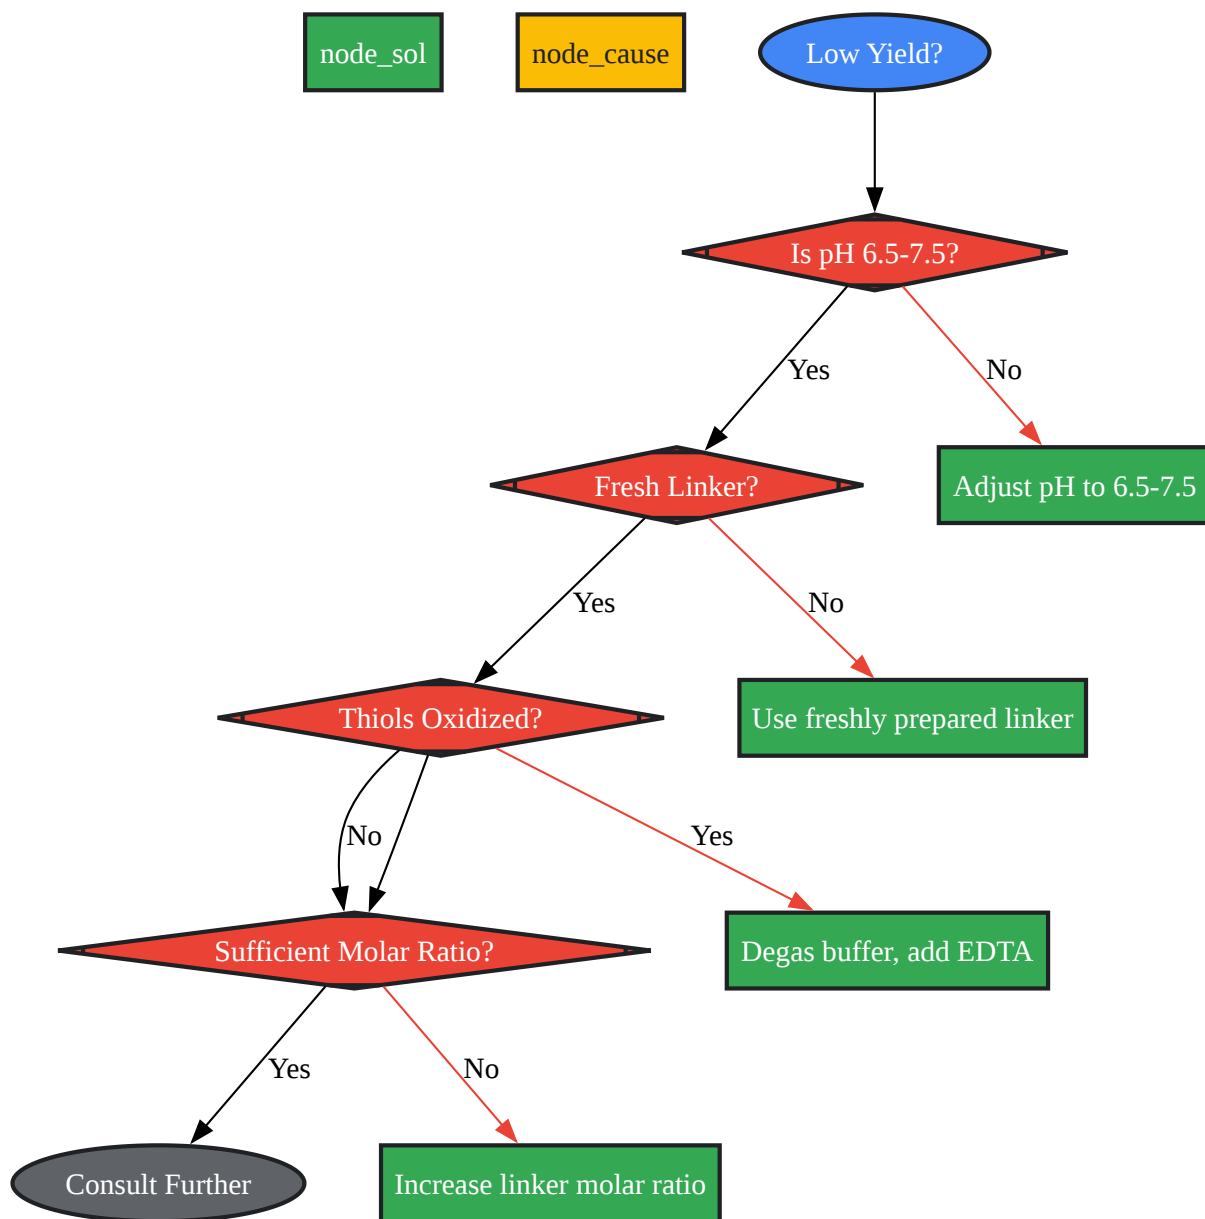 node_sol
node_cause
Low Yield?
Is pH 6.5-7.5?
Yes
No
Fresh Linker?
Adjust pH to 6.5-7.5
Yes
No
Thiols Oxidized?
Use freshly prepared linker
No
Yes
Sufficient Molar Ratio?
Degas buffer, add EDTA
Yes
No
Consult Further
Increase linker molar ratio